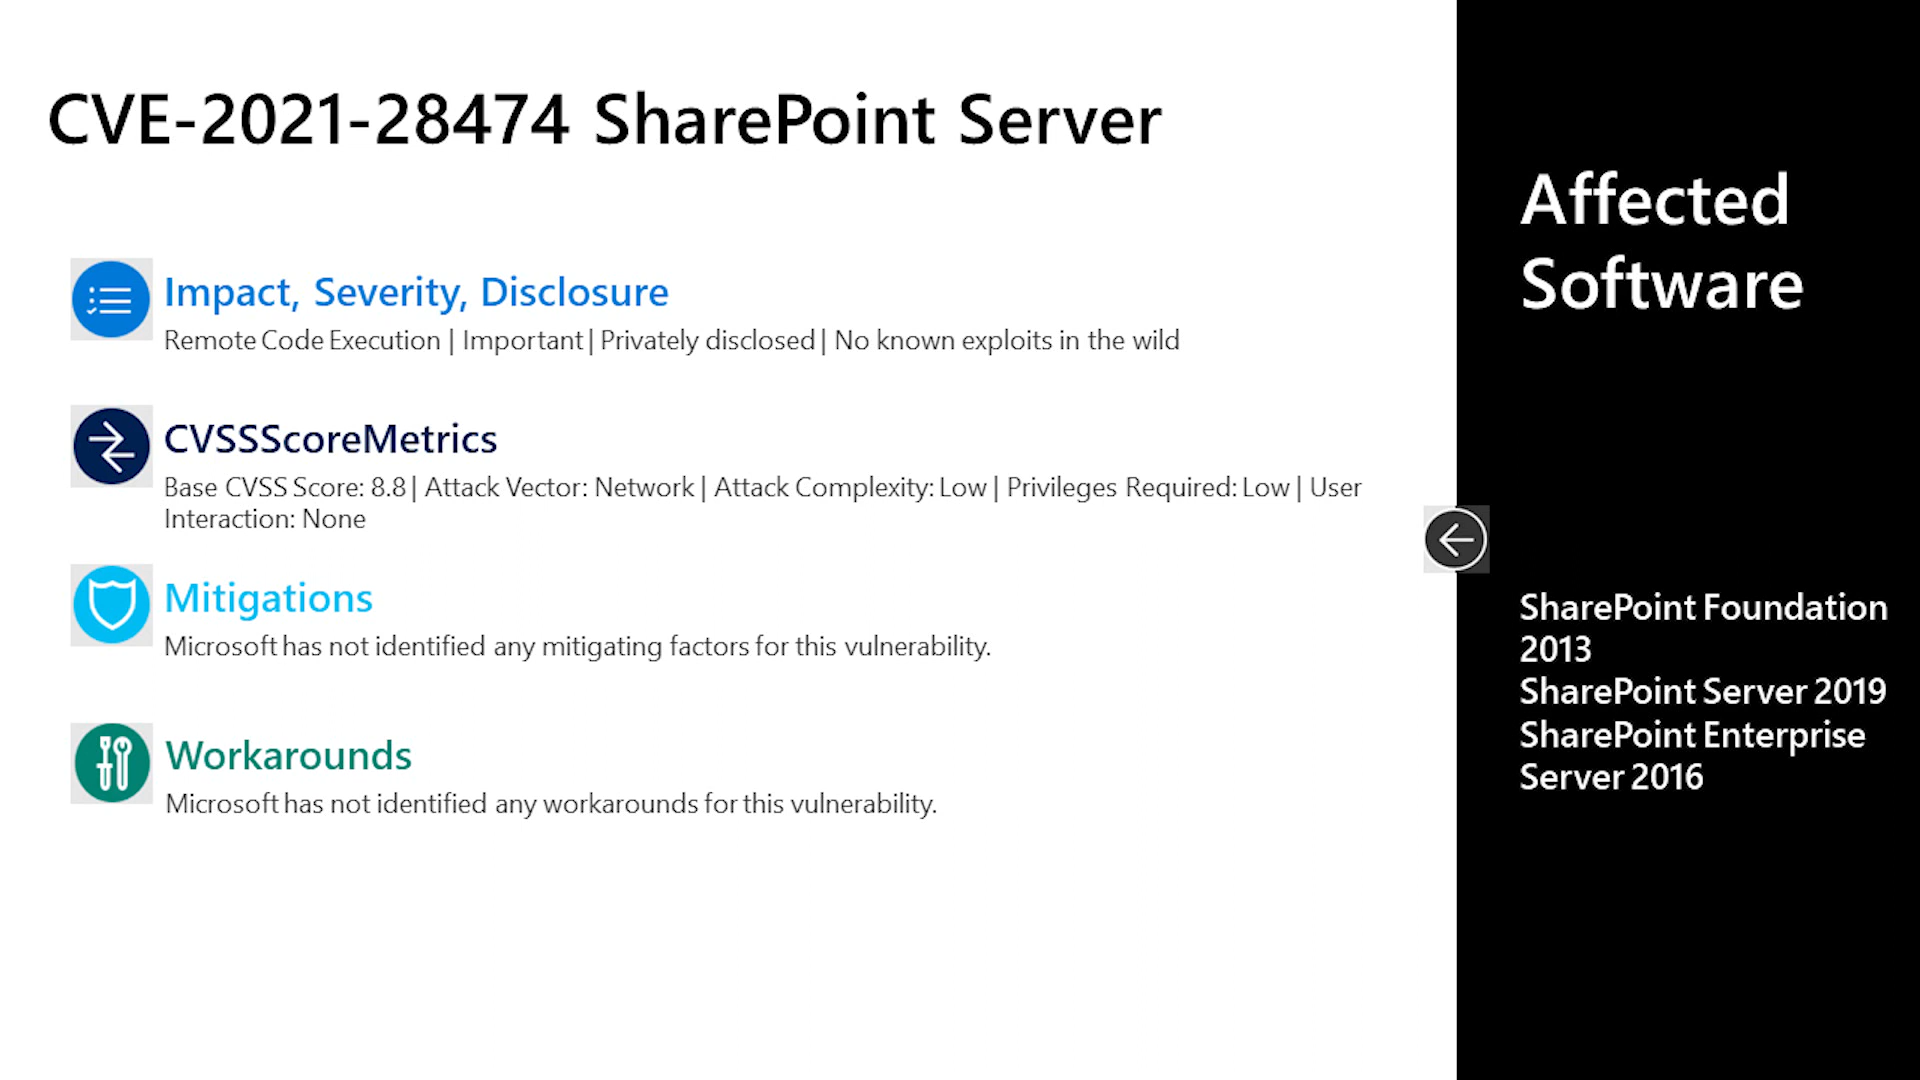 CVE-2021-28474 SharePoint Server
Impact, Severity, Disclosure
Remote Code Execution | Important | Privately disclosed | No known exploits in the wild
CVSSScoreMetrics
Base CVSS Score: 8.8 | Attack Vector: Network | Attack Complexity: Low | Privileges Required: Low | User
Interaction: None
Mitigations
Microsoft has not identified any mitigating factors for this vulnerability.
Workarounds
Microsoft has not identified any workarounds for this vulnerability.
Affected
Software
SharePoint Foundation
2013
SharePoint Server 2019
SharePoint Enterprise
Server 2016